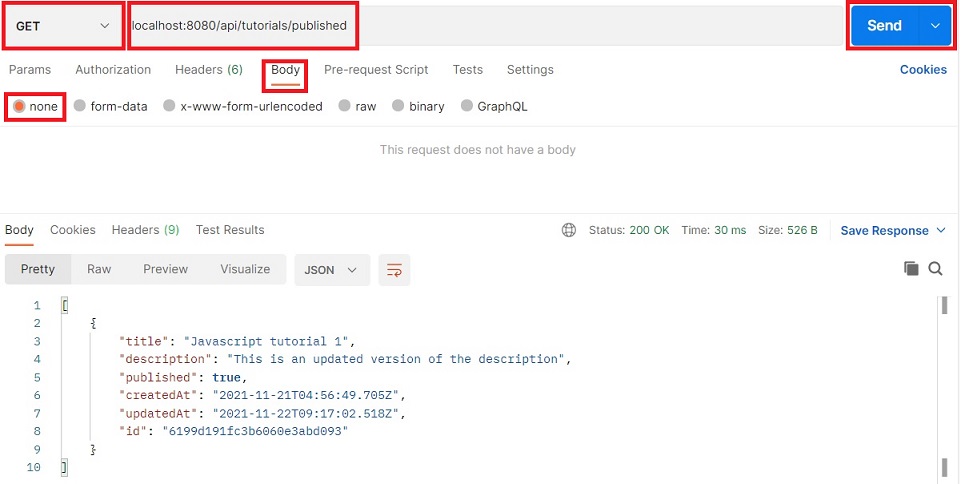 GET localhost:8080/api/tutorials/published Send
Params Authorization Headers (6) Body Pre-request Script Tests Settings Cookies
none form-data x-www-form-urlencoded raw binary GraphQL
This request does not have a body
Body Cookies Headers (9) Test Results Status: 200 OK Time: 30 ms Size: 526 B Save Response
Pretty Raw Preview Visualize JSON
1 [
2 {
3 "title": "Javascript tutorial 1",
4 "description": "This is an updated version of the description",
5 "published": true,
6 "createdAt": "2021-11-21T04:56:49.705Z",
7 "updatedAt": "2021-11-22T09:17:02.518Z",
8 "id": "6199d191fc3b6060e3abd093"
9 }
10 ]